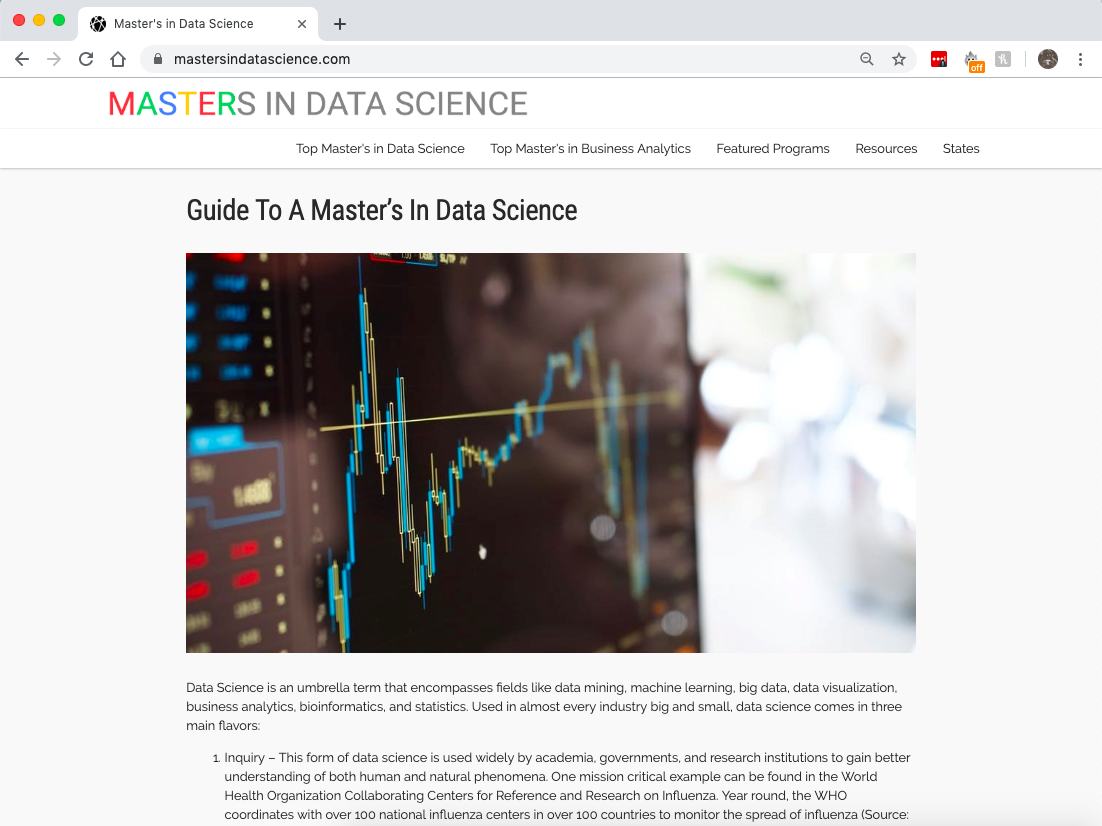 Master's in Data Science
mastersindatascience.com
off
MASTERS IN DATA SCIENCE
Top Master's in Data Science Top Master's in Business Analytics Featured Programs Resources States
Guide To A Master's In Data Science
Data Science is an umbrella term that encompasses fields like data mining, machine learning, big data, data visualization,
business analytics, bioinformatics, and statistics. Used in almost every industry big and small, data science comes in three
main flavors:
1. Inquiry – This form of data science is used widely by academia, governments, and research institutions to gain better
understanding of both human and natural phenomena. One mission critical example can be found in the World
Health Organization Collaborating Centers for Reference and Research on Influenza. Year round, the WHO
coordinates with over 100 national influenza centers in over 100 countries to monitor the spread of influenza (Source: